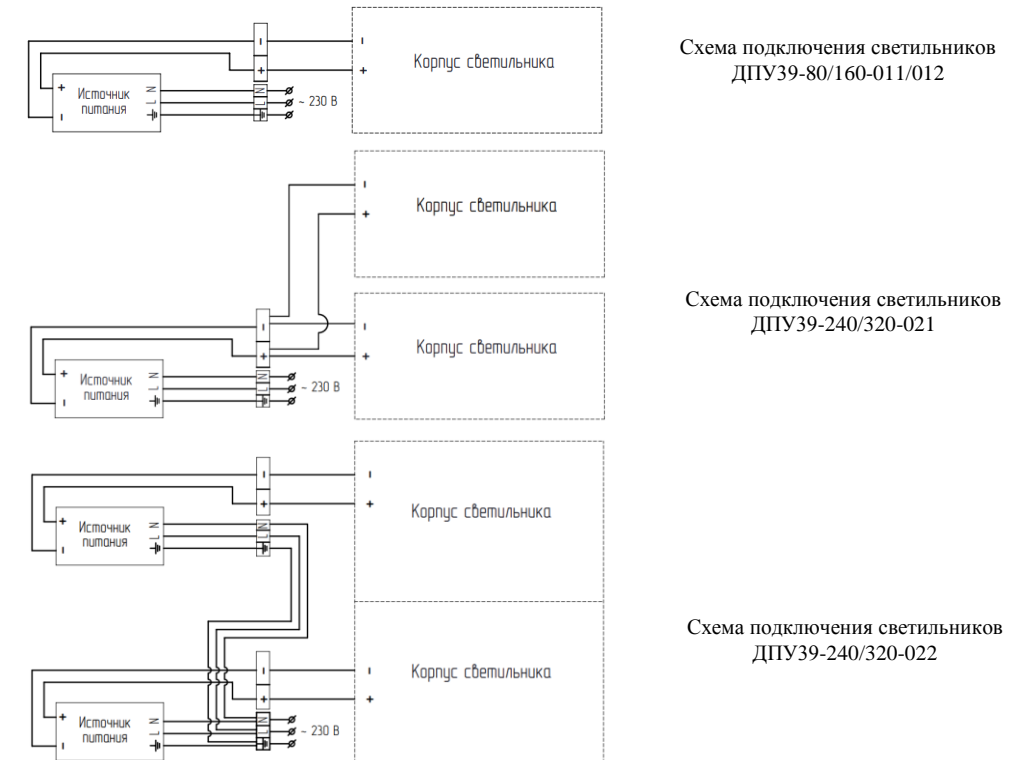 -
+
Корпус светильника
-
+
Схема подключения светильников
ДПУ39-80/160-011/012
+
-
Источник
питания
N
L
N
L
~ 230 В
-
+
Корпус светильника
Схема подключения светильников
ДПУ39-240/320-021
-
+
Корпус светильника
-
+
+
-
Источник
питания
N
L
N
L
~ 230 В
-
+
Корпус светильника
-
+
+
-
Источник
питания
N
L
N
L
Схема подключения светильников
ДПУ39-240/320-022
-
+
Корпус светильника
-
+
+
-
Источник
питания
N
L
N
L
~ 230 В